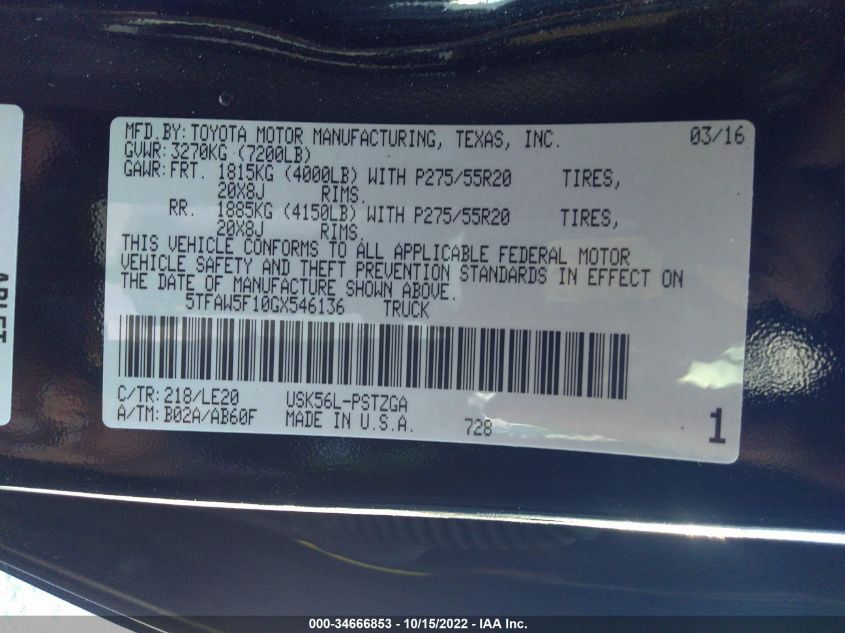 MFD.BY: TOYOTA MOTOR MANUFACTURING, TEXAS, INC. 03/16
GVWR: 3270KG (7200LB)
GAWR: FRT. 1815KG (4000LB) WITH P275/55R20 TIRES,
20X8J RIMS.
RR. 1885KG (4150LB) WITH P275/55R20 TIRES,
20X8J RIMS.
THIS VEHICLE CONFORMS TO ALL APPLICABLE FEDERAL MOTOR
VEHICLE SAFETY AND THEFT PREVENTION STANDARDS IN EFFECT ON
THE DATE OF MANUFACTURE SHOWN ABOVE.
5TFAW5F10GX546136 TRUCK
C/TR: 218/LE20 USK56L-PSTZGA
A/TM: B02A/AB60F MADE IN U.S.A. 728 1
000-34666853 - 10/15/2022 - IAA Inc.